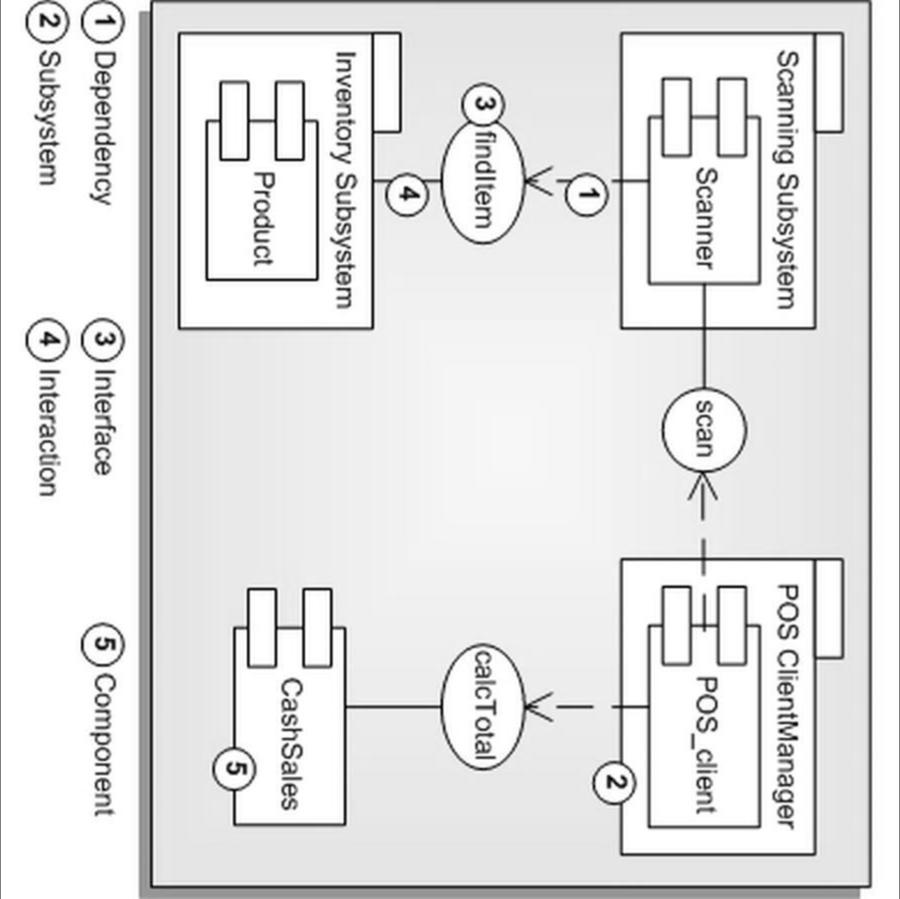 Scanning Subsystem
Scanner
scan
POS ClientManager
POS_client
1
2
3
findItem
calcTotal
4
Inventory Subsystem
Product
CashSales
5
1 Dependency
3 Interface
5 Component
2 Subsystem
4 Interaction